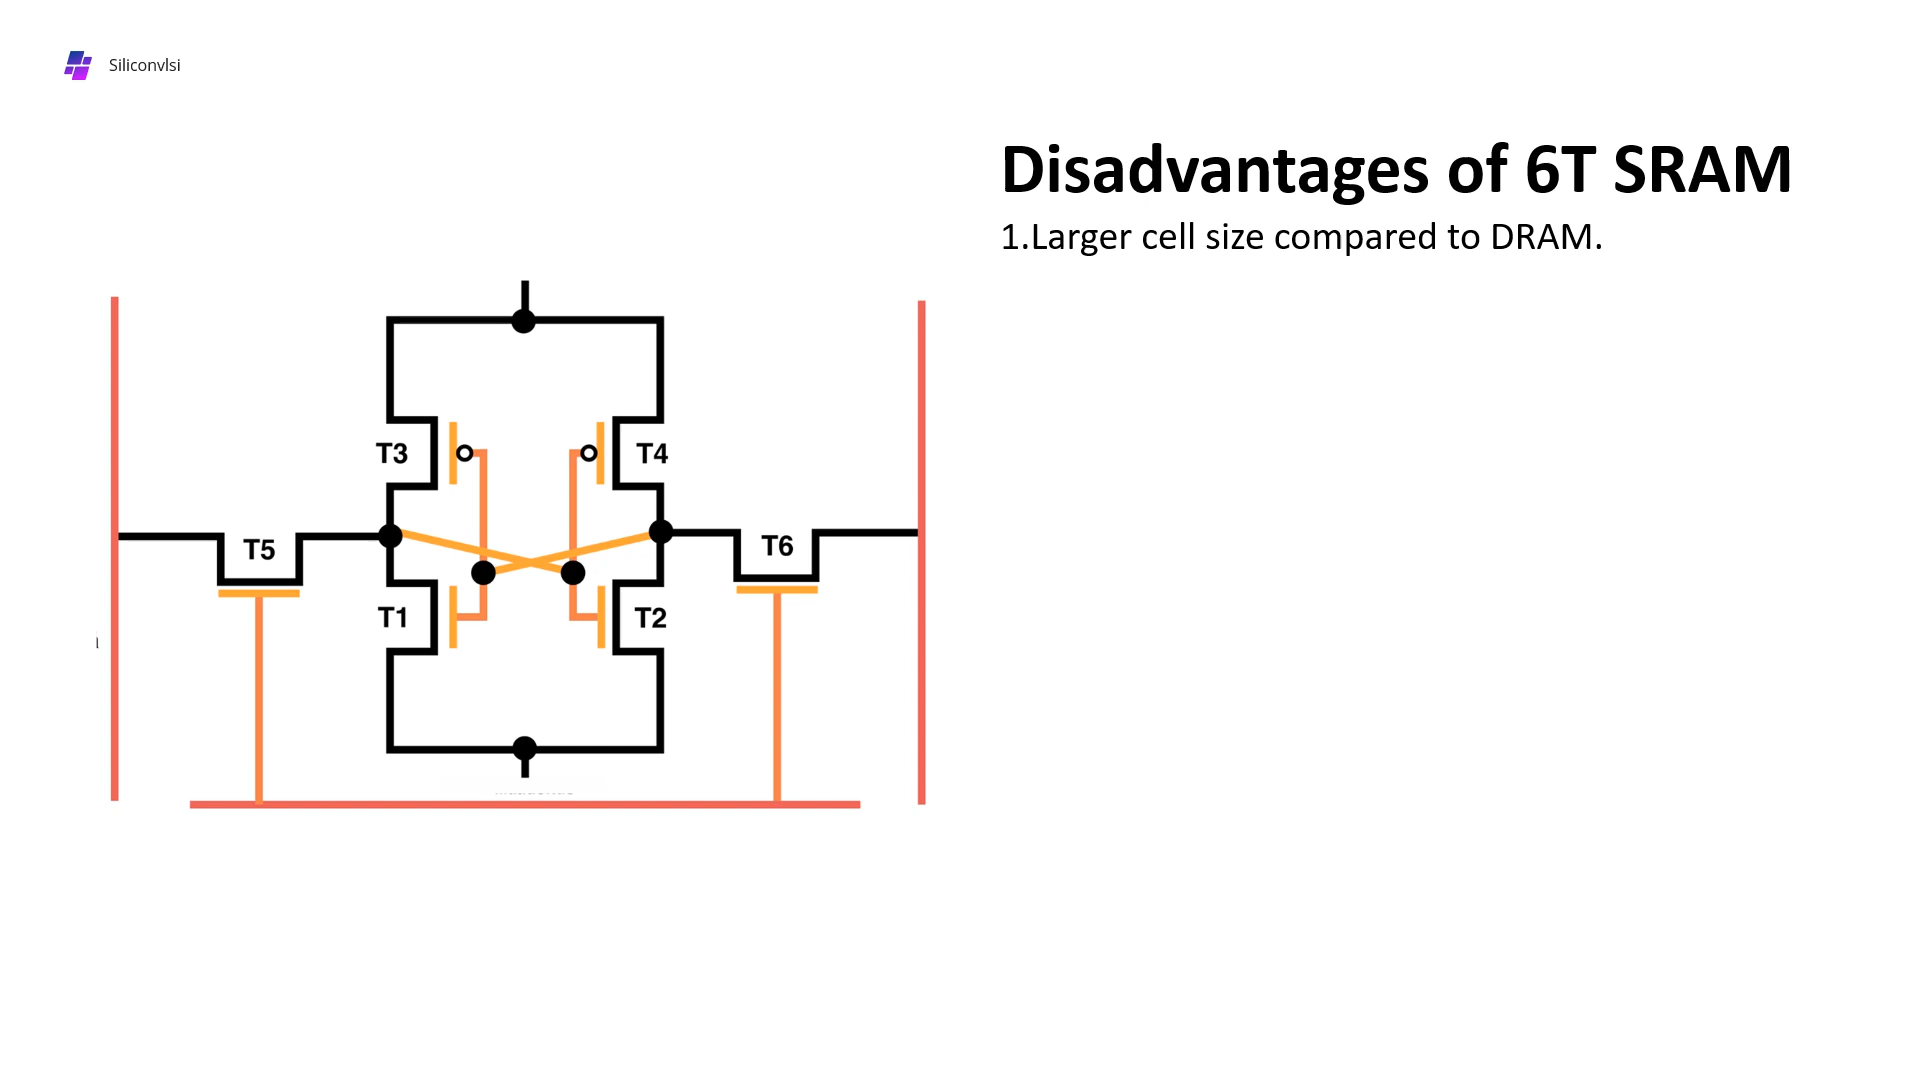 Siliconvlsi
Disadvantages of 6T SRAM
1.Larger cell size compared to DRAM.
T3
T4
T5
T6
T1
T2